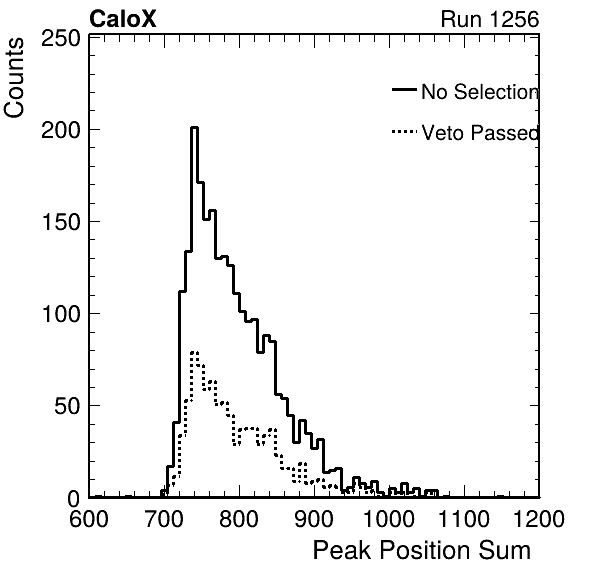 CaloX Run 1256
Counts
250
200
150
100
50
0
No Selection
Veto Passed
600 700 800 900 1000 1100 1200
Peak Position Sum